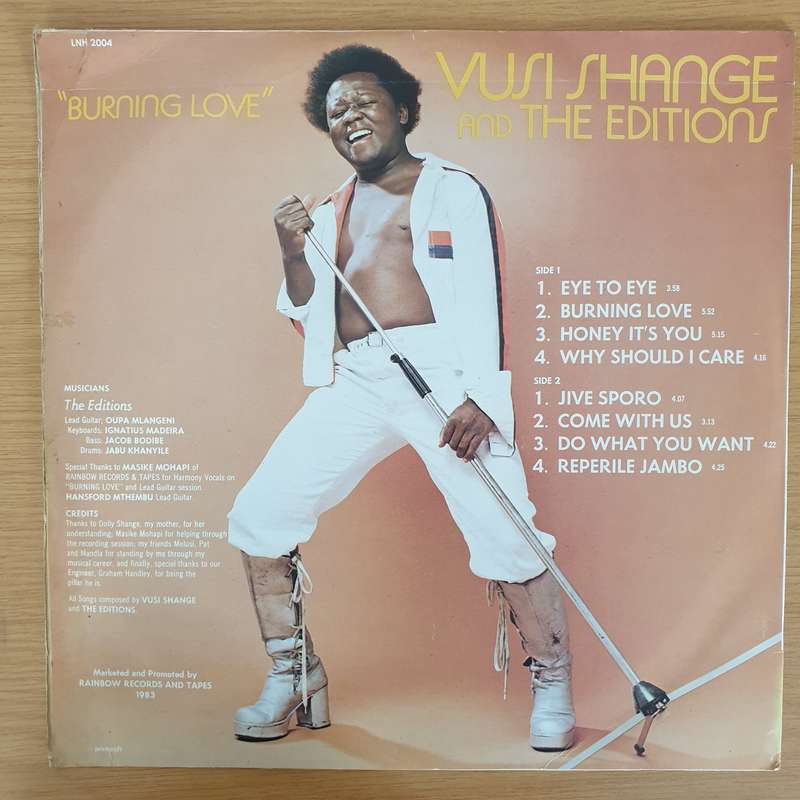 LNH 2004
"BURNING LOVE"
VUSI SHANGE
AND THE EDITIONS
SIDE 1
1. EYE TO EYE 3.58
2. BURNING LOVE 5.52
3. HONEY IT'S YOU 5.15
4. WHY SHOULD I CARE 4.16
SIDE 2
1. JIVE SPORO 4.07
2. COME WITH US 3.13
3. DO WHAT YOU WANT 4.22
4. REPERILE JAMBO 4.25
MUSICIANS
The Editions
Lead Guitar; OUPA MLANGENI
Keyboards: IGNATIUS MADEIRA
Bass: JACOB BODIBE
Drums: JABU KHANYILE
Special Thanks to MASIKE MOHAPI of
RAINBOW RECORDS & TAPES for Harmony Vocals on
"BURNING LOVE" and Lead Guitar session
HANSFORD MTHEMBU Lead Guitar.
CREDITS
Thanks to Dolly Shange, my mother, for her
understanding; Masike Mohapi for helping through
the recording session; my friends Melusi, Pat
and Mandla for standing by me through my
musical career, and finally, special thanks to our
Engineer, Graham Handley, for being the
pillar he is.
All Songs composed by VUSI SHANGE
and THE EDITIONS.
Marketed and Promoted by
RAINBOW RECORDS AND TAPES
1983